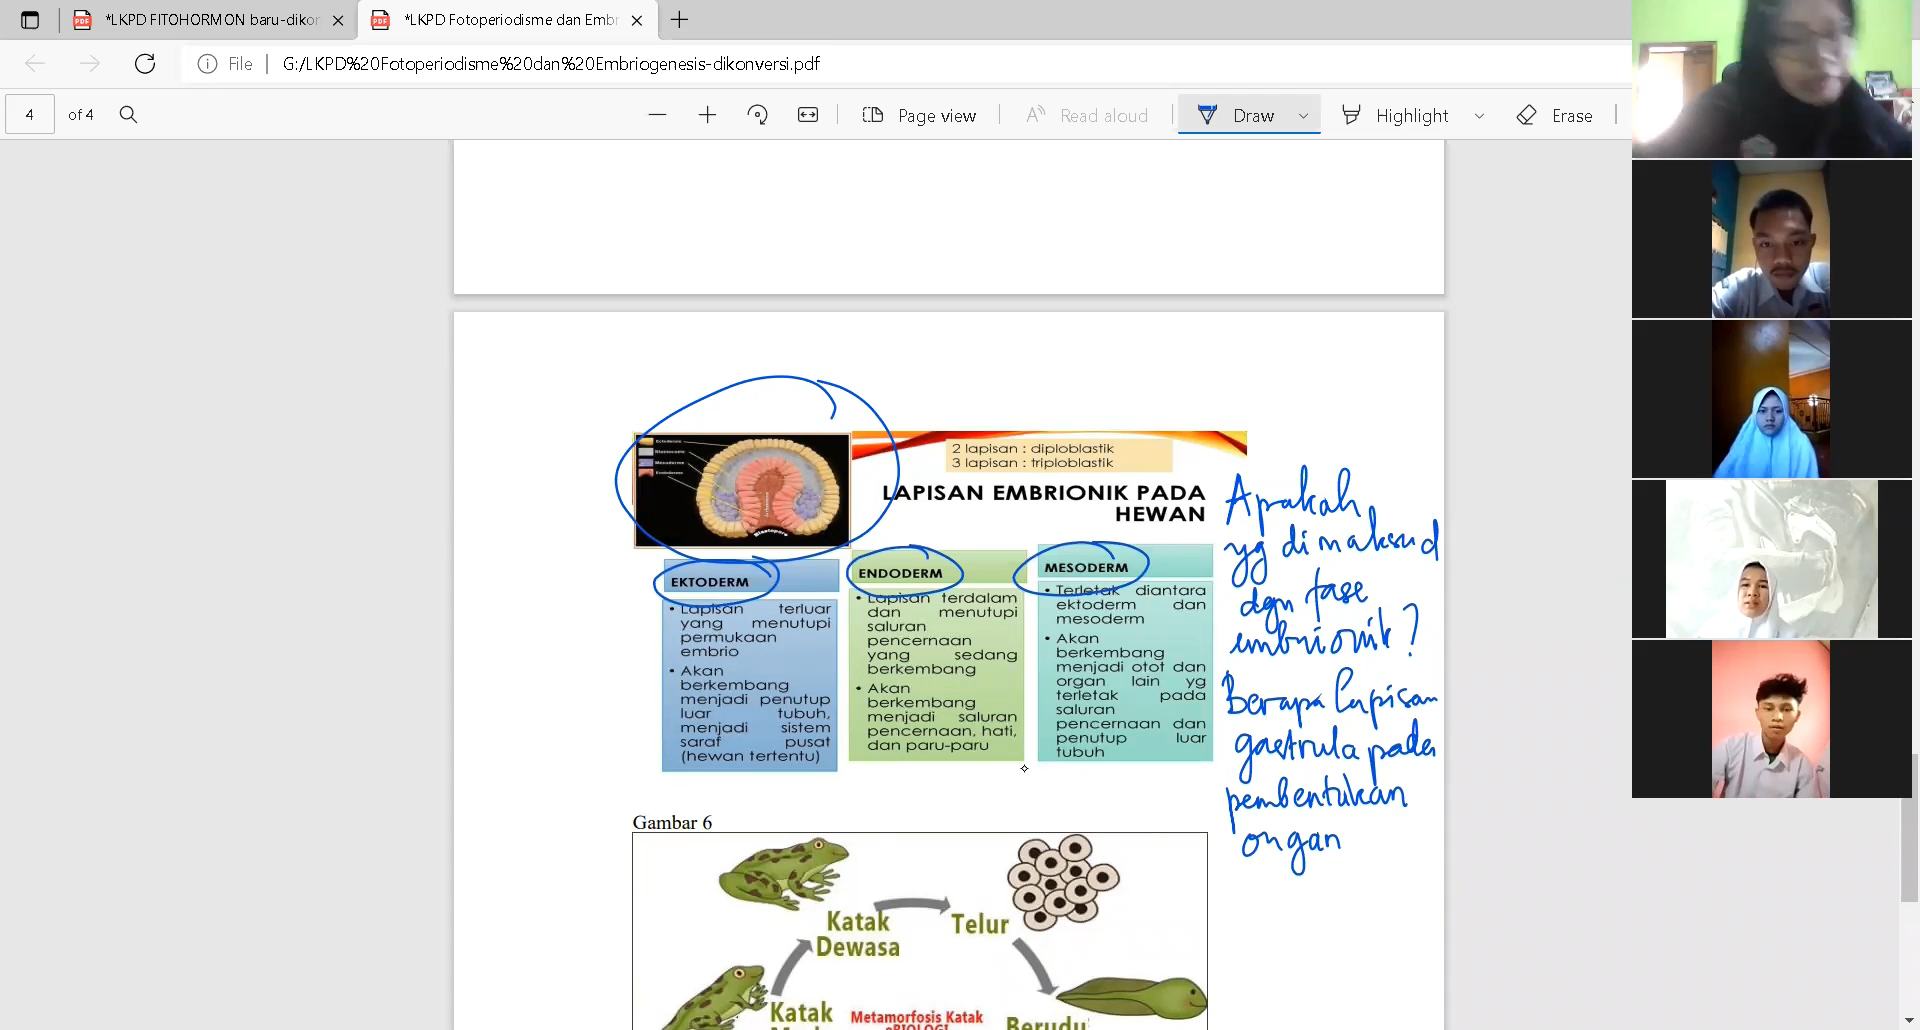 *LKPD FITOHORMON baru-dikon
*LKPD Fotoperiodisme dan Embr
File
G:/LKPD%20Fotoperiodisme%20dan%20Embriogenesis-dikonversi.pdf
4
of 4
Page view
Read aloud
Draw
Highlight
Erase
Blastopore
2 lapisan : diploblastik
3 lapisan : triploblastik
LAPISAN EMBRIONIK PADA
HEWAN
EKTODERM
• Lapisan terluar
yang menutupi
permukaan
embrio
• Akan
berkembang
menjadi penutup
luar tubuh,
menjadi sistem
saraf pusat
(hewan tertentu)
ENDODERM
• Lapisan terdalam
dan menutupi
saluran
pencernaan
yang sedang
berkembang
• Akan
berkembang
menjadi saluran
pencernaan, hati,
dan paru-paru
MESODERM
• Terletak diantara
ektoderm dan
mesoderm
• Akan
berkembang
menjadi otot dan
organ lain yg
terletak pada
saluran
pencernaan dan
penutup luar
tubuh
Apakah
yg dimaksud
dgn fase
embrionik?
Berapa lapisan
gastrula pada
pembentukan
organ
Gambar 6
Katak
Dewasa
Telur
Katak
Metamorfosis Katak
eBIOLOGI
Berudu